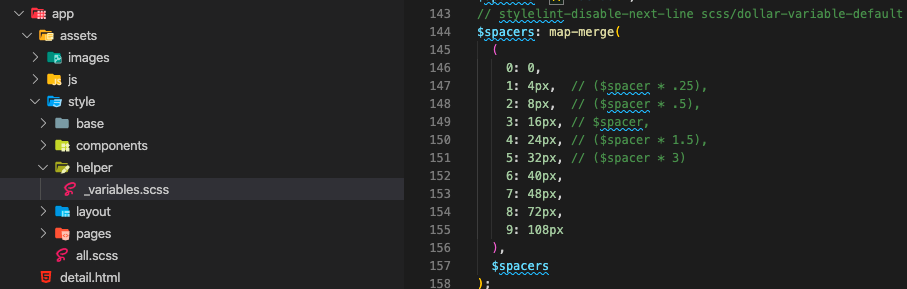 app
assets
images
js
style
base
components
helper
_variables.scss
layout
pages
all.scss
detail.html
143 // stylelint-disable-next-line scss/dollar-variable-default
144 $spacers: map-merge(
145 (
146 0: 0,
147 1: 4px, // ($spacer * .25),
148 2: 8px, // ($spacer * .5),
149 3: 16px, // $spacer,
150 4: 24px, // ($spacer * 1.5),
151 5: 32px, // ($spacer * 3)
152 6: 40px,
153 7: 48px,
154 8: 72px,
155 9: 108px
156 ),
157 $spacers
158 );